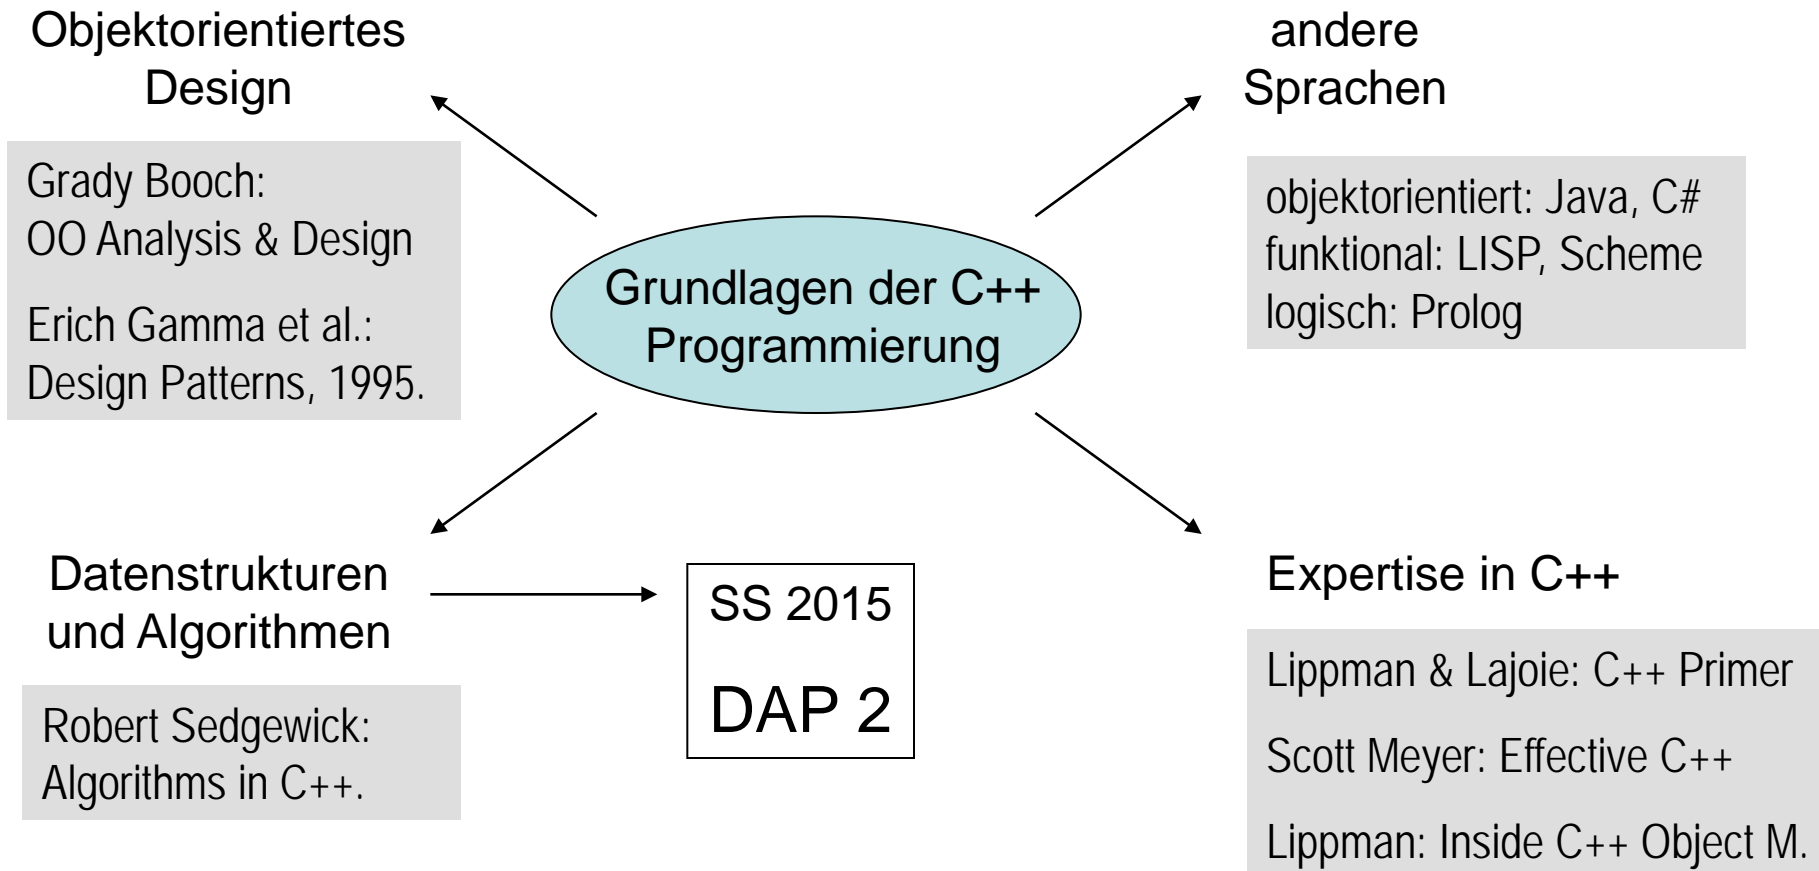 Objektorientiertes
Design
Grady Booch:
OO Analysis & Design
Erich Gamma et al.:
Design Patterns, 1995.
andere
Sprachen
objektorientiert: Java, C#
funktional: LISP, Scheme
logisch: Prolog
Grundlagen der C++
Programmierung
Datenstrukturen
und Algorithmen
Robert Sedgewick:
Algorithms in C++.
SS 2015
DAP 2
Expertise in C++
Lippman & Lajoie: C++ Primer
Scott Meyer: Effective C++
Lippman: Inside C++ Object M.